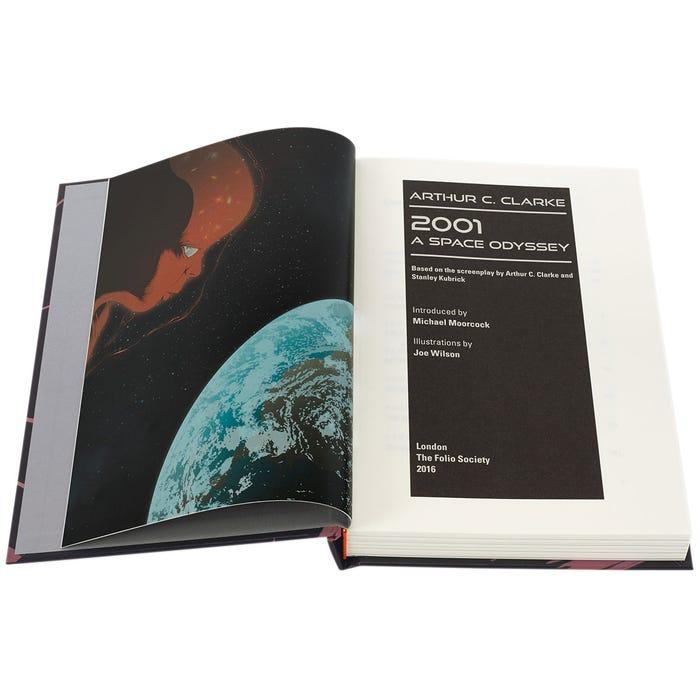 ARTHUR C. CLARKE
2001
A SPACE ODYSSEY
Based on the screenplay by Arthur C. Clarke and
Stanley Kubrick
Introduced by
Michael Moorcock
Illustrations by
Joe Wilson
London
The Folio Society
2016